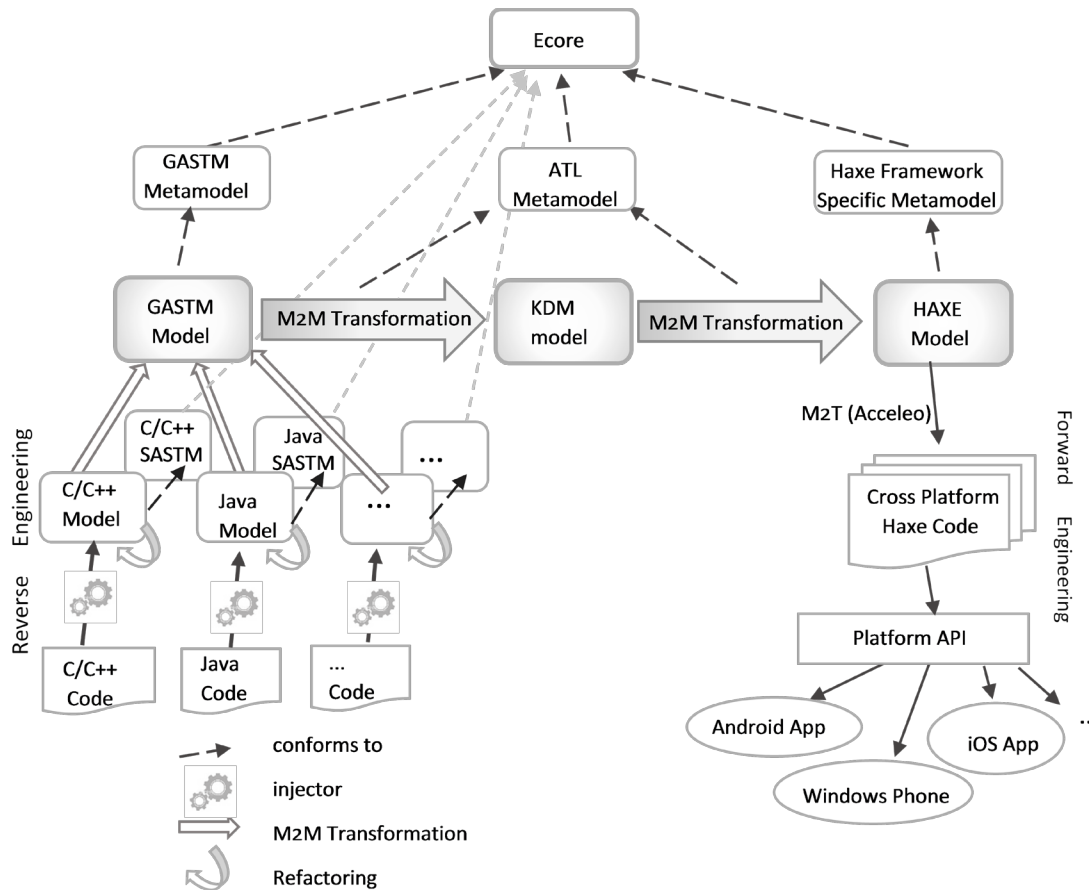 Ecore
GASTM
Metamodel
ATL
Metamodel
Haxe Framework
Specific Metamodel
GASTM
Model
M2M Transformation
KDM
model
M2M Transformation
HAXE
Model
M2T (Acceleo)
C/C++
SASTM
Java
SASTM
...
C/C++
Model
Java
Model
...
Reverse Engineering
Forward Engineering
Cross Platform
Haxe Code
C/C++
Code
Java
Code
...
Code
Platform API
Android App
Windows Phone
iOS App
..
conforms to
injector
M2M Transformation
Refactoring